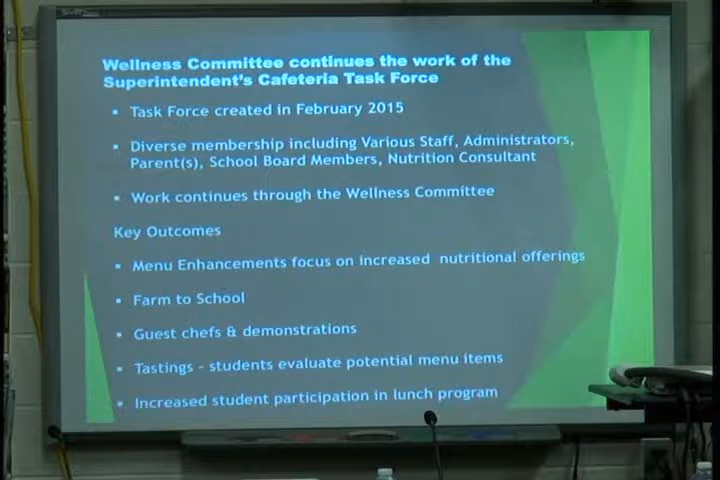 Wellness Committee continues the work of the
Superintendent's Cafeteria Task Force
▪ Task Force created in February 2015
▪ Diverse membership including Various Staff, Administrators,
Parent(s), School Board Members, Nutrition Consultant
▪ Work continues through the Wellness Committee
Key Outcomes
▪ Menu Enhancements focus on increased nutritional offerings
▪ Farm to School
▪ Guest chefs & demonstrations
▪ Tastings - students evaluate potential menu items
▪ Increased student participation in lunch program